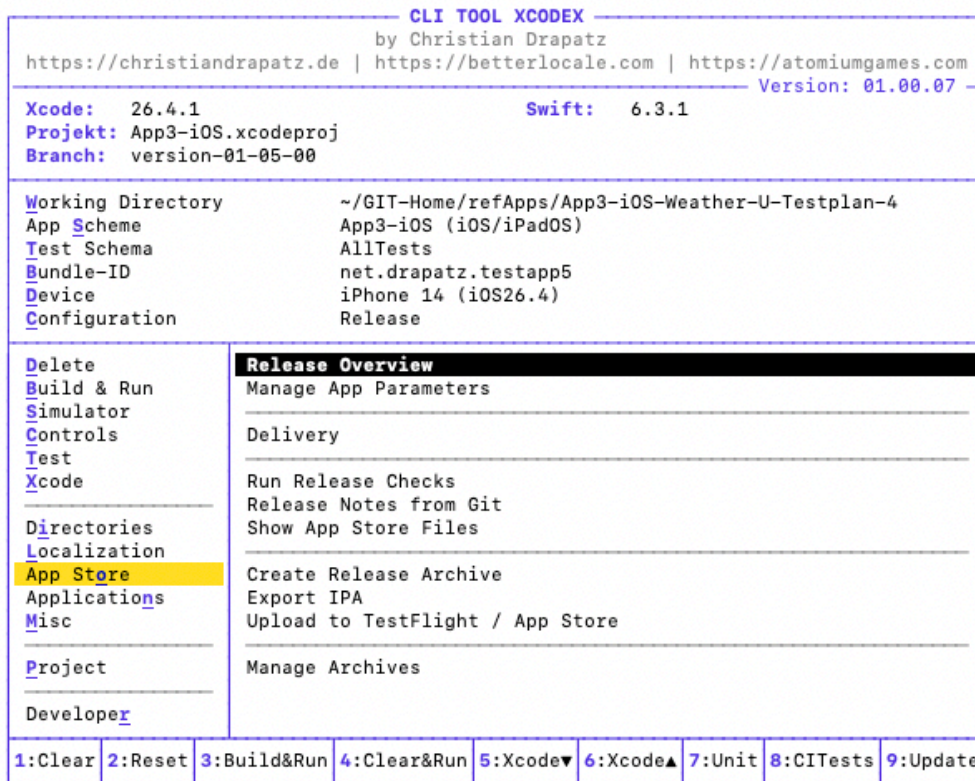 CLI TOOL XCODEX
by Christian Drapatz
https://christiandrapatz.de | https://betterlocale.com | https://atomiumgames.com
Version: 01.00.07
Xcode: 26.4.1 Swift: 6.3.1
Projekt: App3-iOS.xcodeproj
Branch: version-01-05-00
Working Directory ~/GIT-Home/refApps/App3-iOS-Weather-U-Testplan-4
App Scheme App3-iOS (iOS/iPadOS)
Test Schema AllTests
Bundle-ID net.drapatz.testapp5
Device iPhone 14 (iOS26.4)
Configuration Release
Delete
Build & Run
Simulator
Controls
Test
Xcode
Directories
Localization
App Store
Applications
Misc
Project
Developer
Release Overview
Manage App Parameters
Delivery
Run Release Checks
Release Notes from Git
Show App Store Files
Create Release Archive
Export IPA
Upload to TestFlight / App Store
Manage Archives
1:Clear 2:Reset 3:Build&Run 4:Clear&Run 5:Xcode▼ 6:Xcode▲ 7:Unit 8:CITests 9:Update